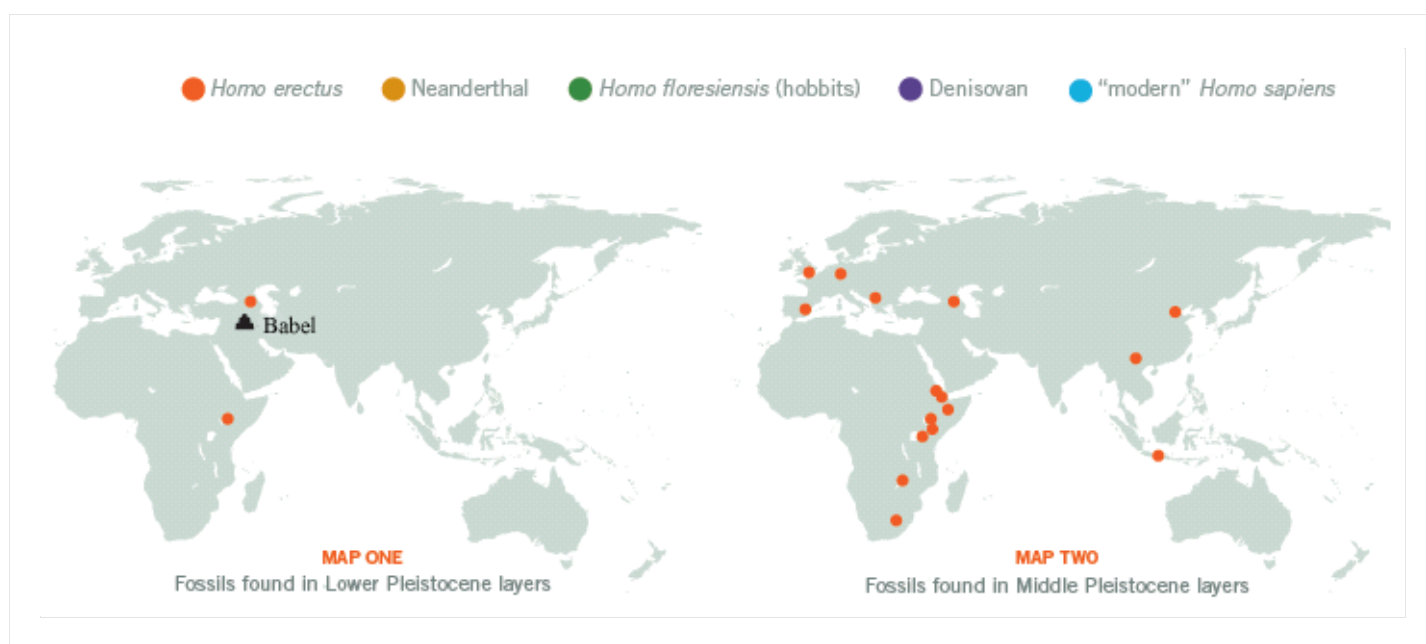 Homo erectus Neanderthal Homo floresiensis (hobbits) Denisovan “modern” Homo sapiens
Babel
MAP ONE
Fossils found in Lower Pleistocene layers
MAP TWO
Fossils found in Middle Pleistocene layers